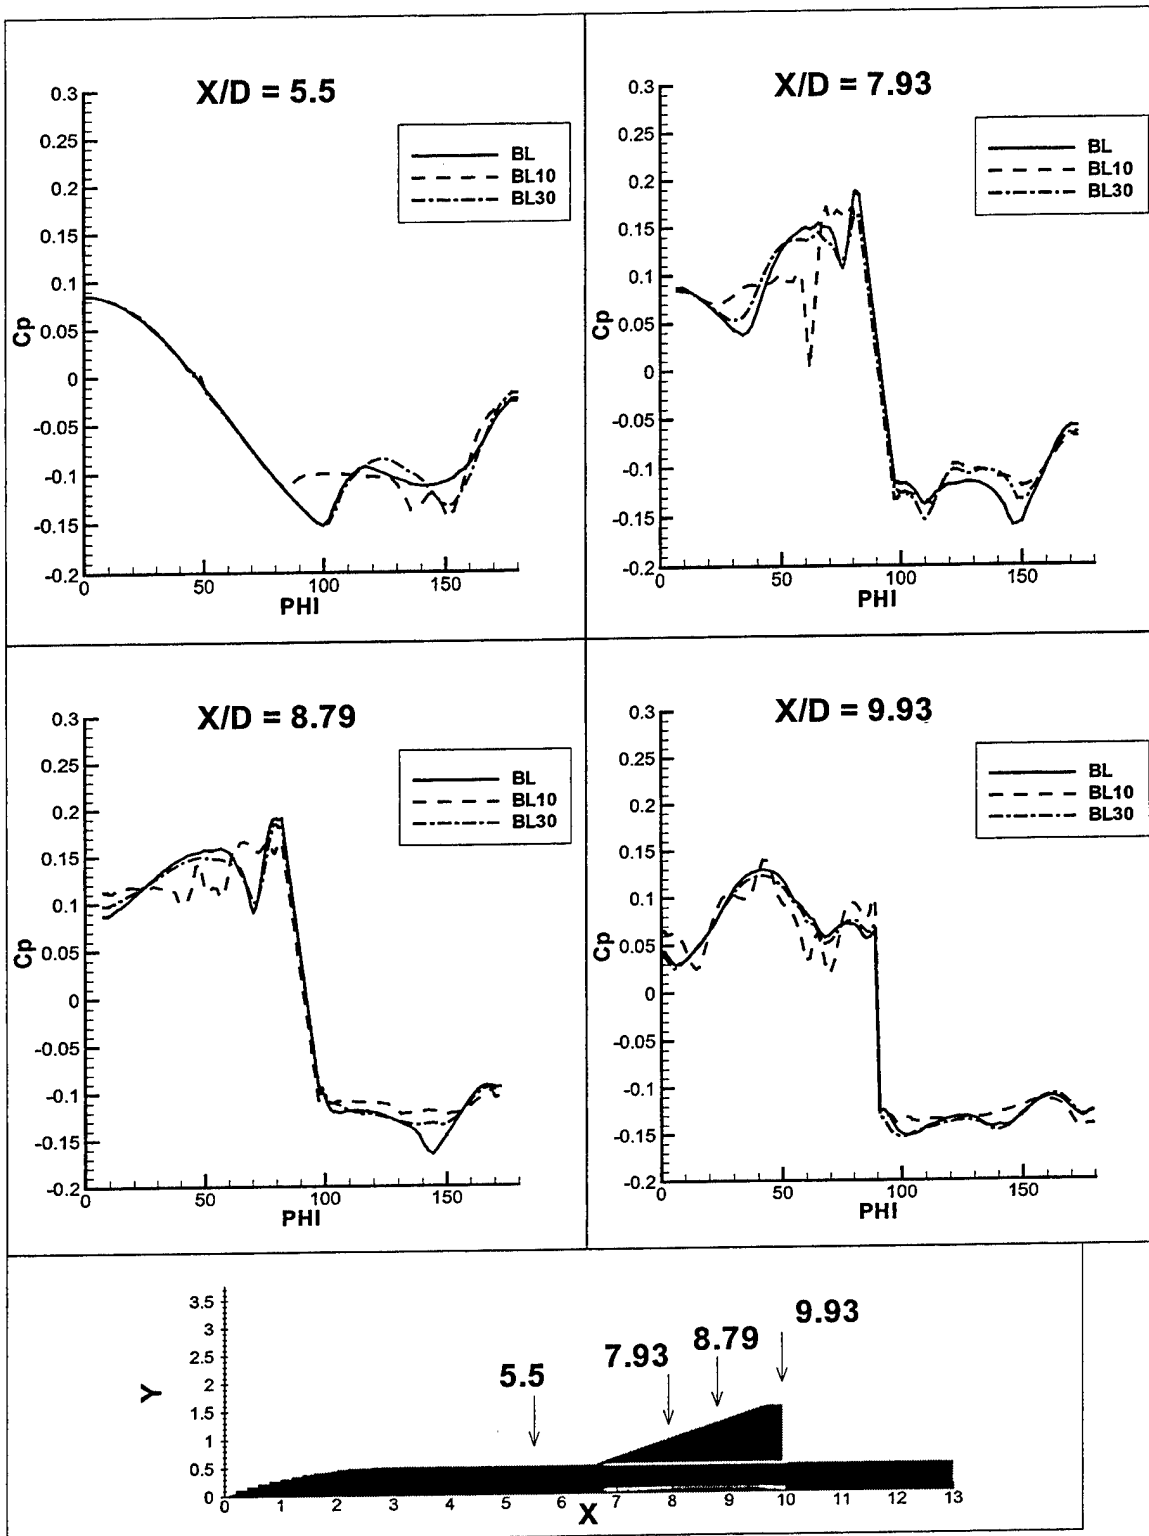 X/D = 5.5
0.3
0.25
0.2
0.15
0.1
0.05
0
-0.05
-0.1
-0.15
-0.2
Cp
0
50
100
150
PHI
BL
BL10
BL30
X/D = 7.93
0.3
0.25
0.2
0.15
0.1
0.05
0
-0.05
-0.1
-0.15
-0.2
Cp
0
50
100
150
PHI
BL
BL10
BL30
X/D = 8.79
0.3
0.25
0.2
0.15
0.1
0.05
0
-0.05
-0.1
-0.15
-0.2
Cp
0
50
100
150
PHI
BL
BL10
BL30
X/D = 9.93
0.3
0.25
0.2
0.15
0.1
0.05
0
-0.05
-0.1
-0.15
-0.2
Cp
0
50
100
150
PHI
BL
BL10
BL30
3.5
3
2.5
2
1.5
1
0.5
0
Y
5.5
7.93
8.79
9.93
0 1 2 3 4 5 6 7 8 9 10 11 12 13
X